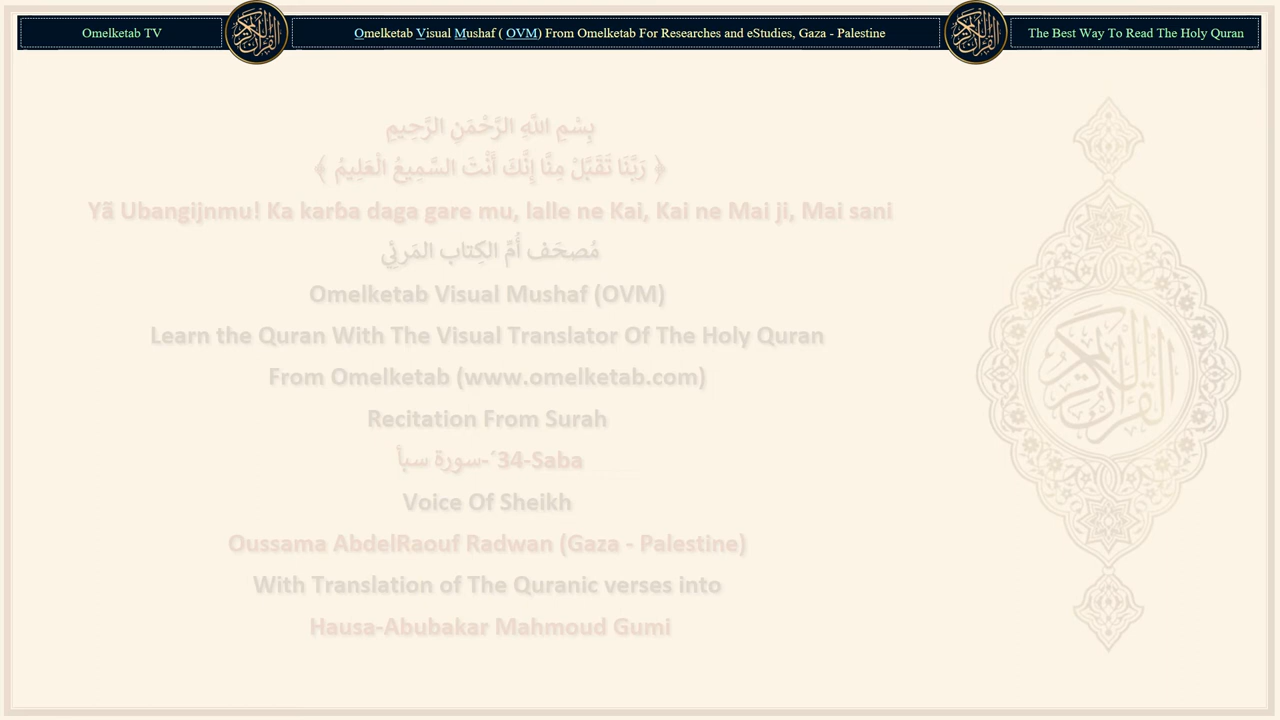 Omelketab TV
Omelketab Visual Mushaf ( OVM) From Omelketab For Researches and eStudies, Gaza - Palestine
The Best Way To Read The Holy Quran
بِسْمِ اللَّهِ الرَّحْمَنِ الرَّحِيمِ
﴿ رَبَّنَا تَقَبَّلْ مِنَّا إِنَّكَ أَنْتَ السَّمِيعُ الْعَلِيمُ ﴾
Yã Ubangijnmu! Ka karɓa daga gare mu, lalle ne Kai, Kai ne Mai ji, Mai sani
مُصحَف أُمِّ الكِتاب المَرئِي
Omelketab Visual Mushaf (OVM)
Learn the Quran With The Visual Translator Of The Holy Quran
From Omelketab (www.omelketab.com)
Recitation From Surah
سورة سبأ-´34-Saba
Voice Of Sheikh
Oussama AbdelRaouf Radwan (Gaza - Palestine)
With Translation of The Quranic verses into
Hausa-Abubakar Mahmoud Gumi
القرآن الكريم